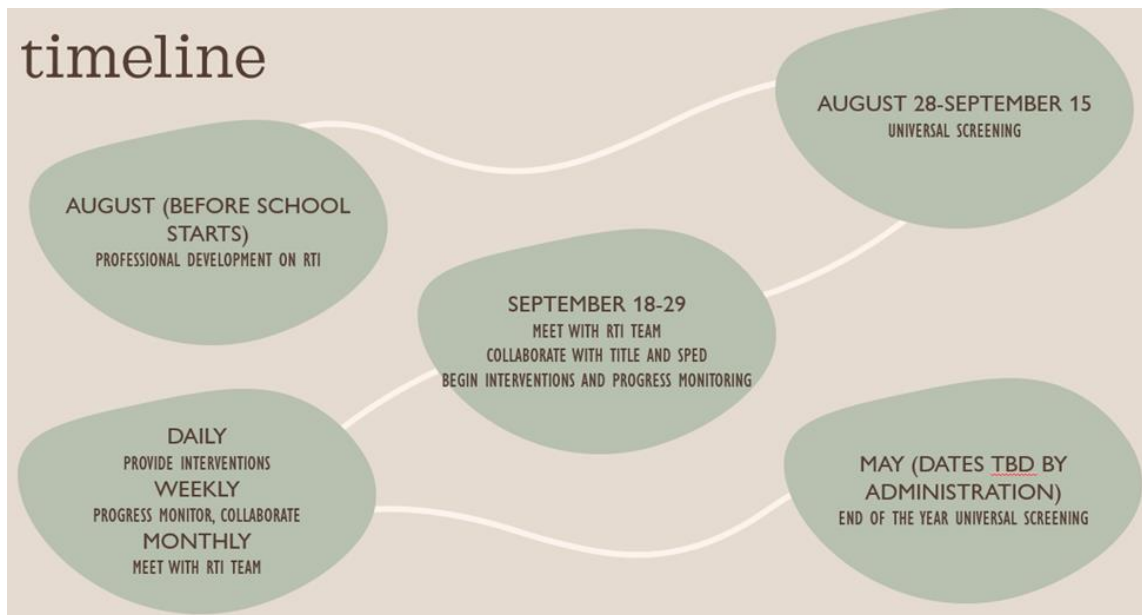 timeline
AUGUST (BEFORE SCHOOL
STARTS)
PROFESSIONAL DEVELOPMENT ON RTI
AUGUST 28-SEPTEMBER 15
UNIVERSAL SCREENING
SEPTEMBER 18-29
MEET WITH RTI TEAM
COLLABORATE WITH TITLE AND SPED
BEGIN INTERVENTIONS AND PROGRESS MONITORING
DAILY
PROVIDE INTERVENTIONS
WEEKLY
PROGRESS MONITOR, COLLABORATE
MONTHLY
MEET WITH RTI TEAM
MAY (DATES TBD BY
ADMINISTRATION)
END OF THE YEAR UNIVERSAL SCREENING